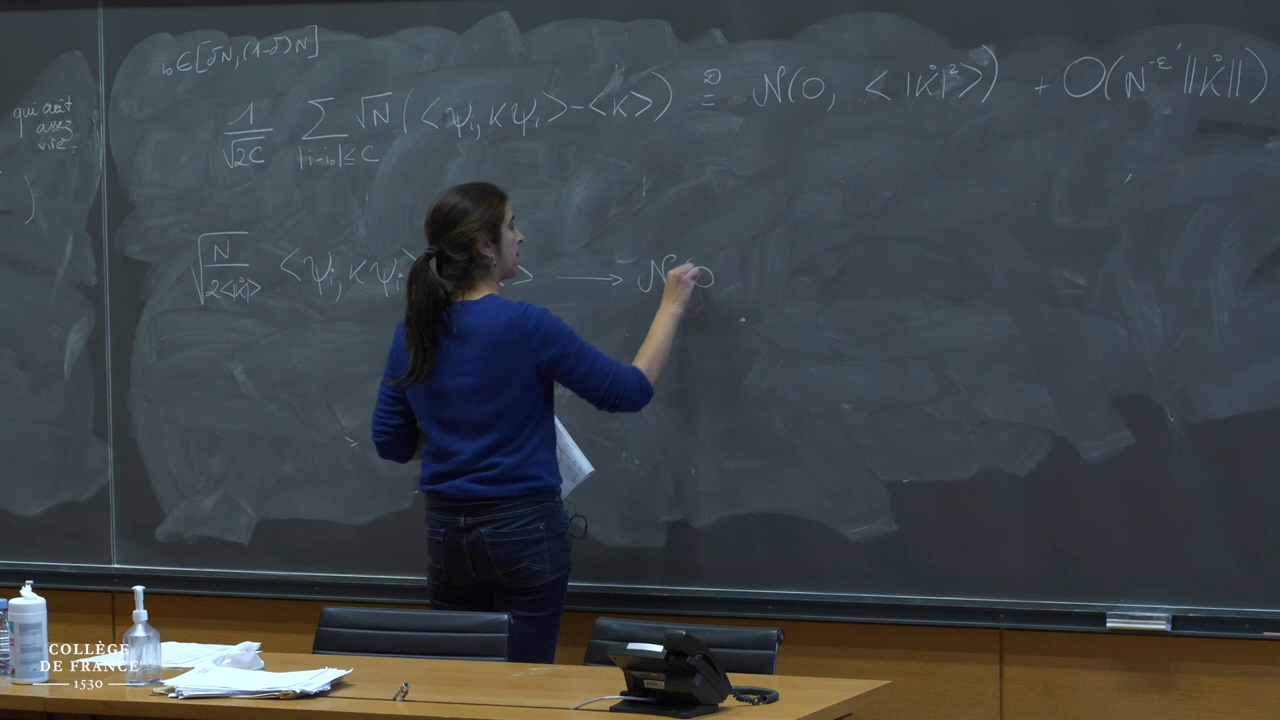 qui soit
assez
vite.
)
i₀ ∈ [δN, (1-δ)N]
1/√2C ∑_{|i-i₀| ≤ C} √N (<ψᵢ, Kψᵢ> - <K>) =^𝒟 𝒩(0, <|K̊|²>) + O(N^{-ε'} ||K̊||)
√(N/2<|K̊|²>) <ψᵢ, Kψᵢ > ⟶ 𝒩 0
COLLÈGE
DE FRANCE
1530